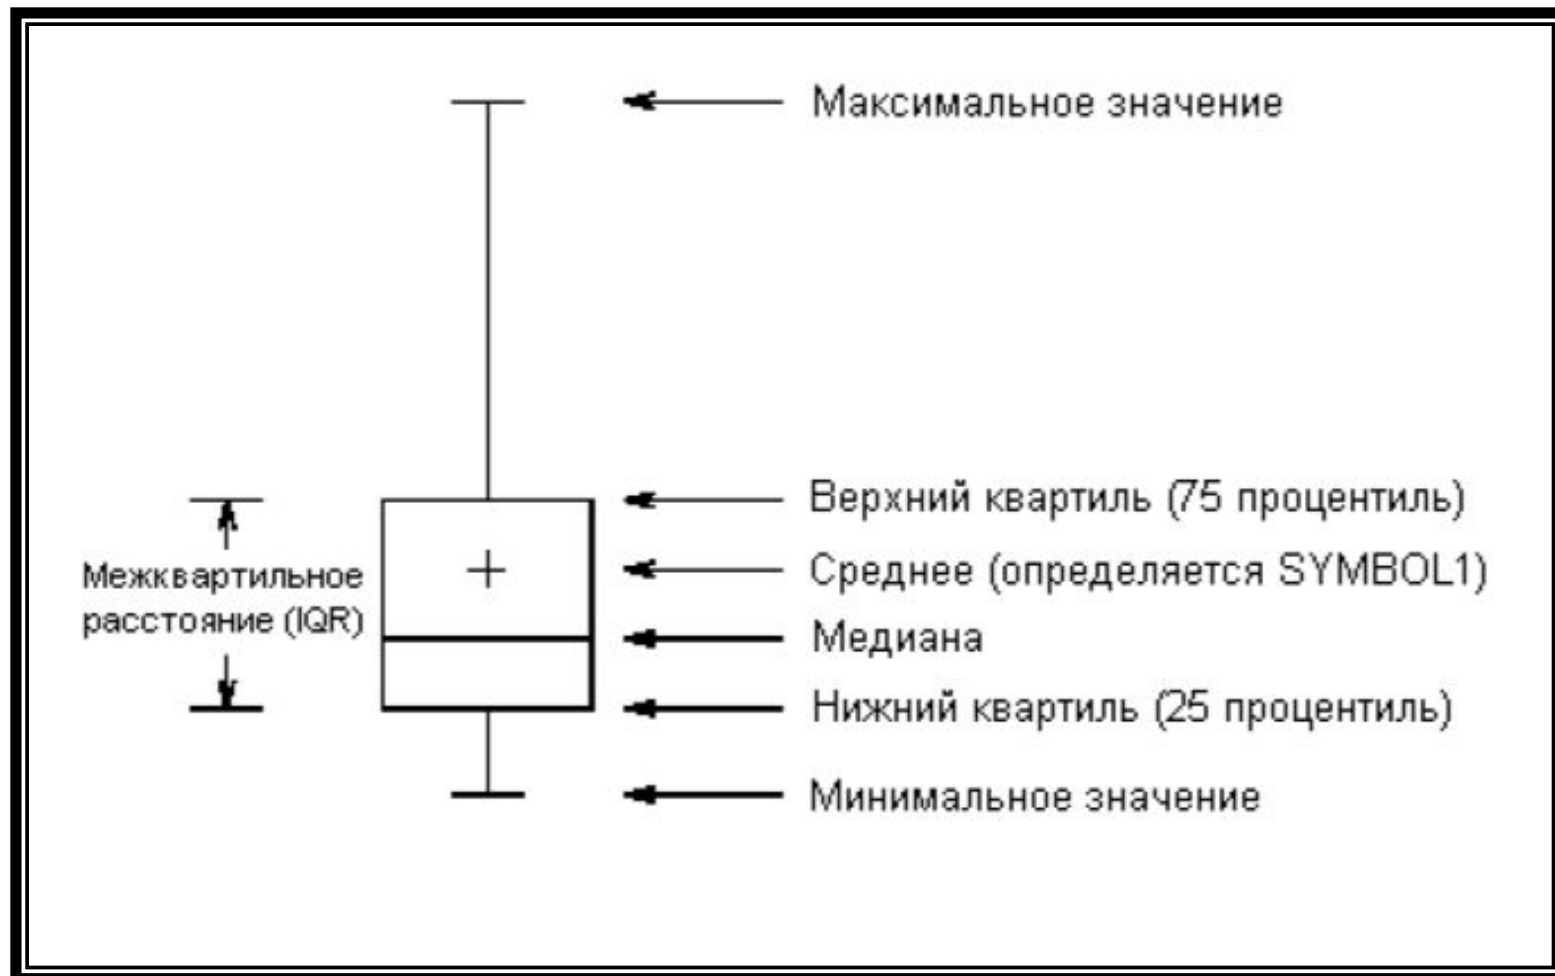 Максимальное значение
Верхний квартиль (75 процентиль)
Межквартильное
расстояние (IQR)
Среднее (определяется SYMBOL1)
Медиана
Нижний квартиль (25 процентиль)
Минимальное значение